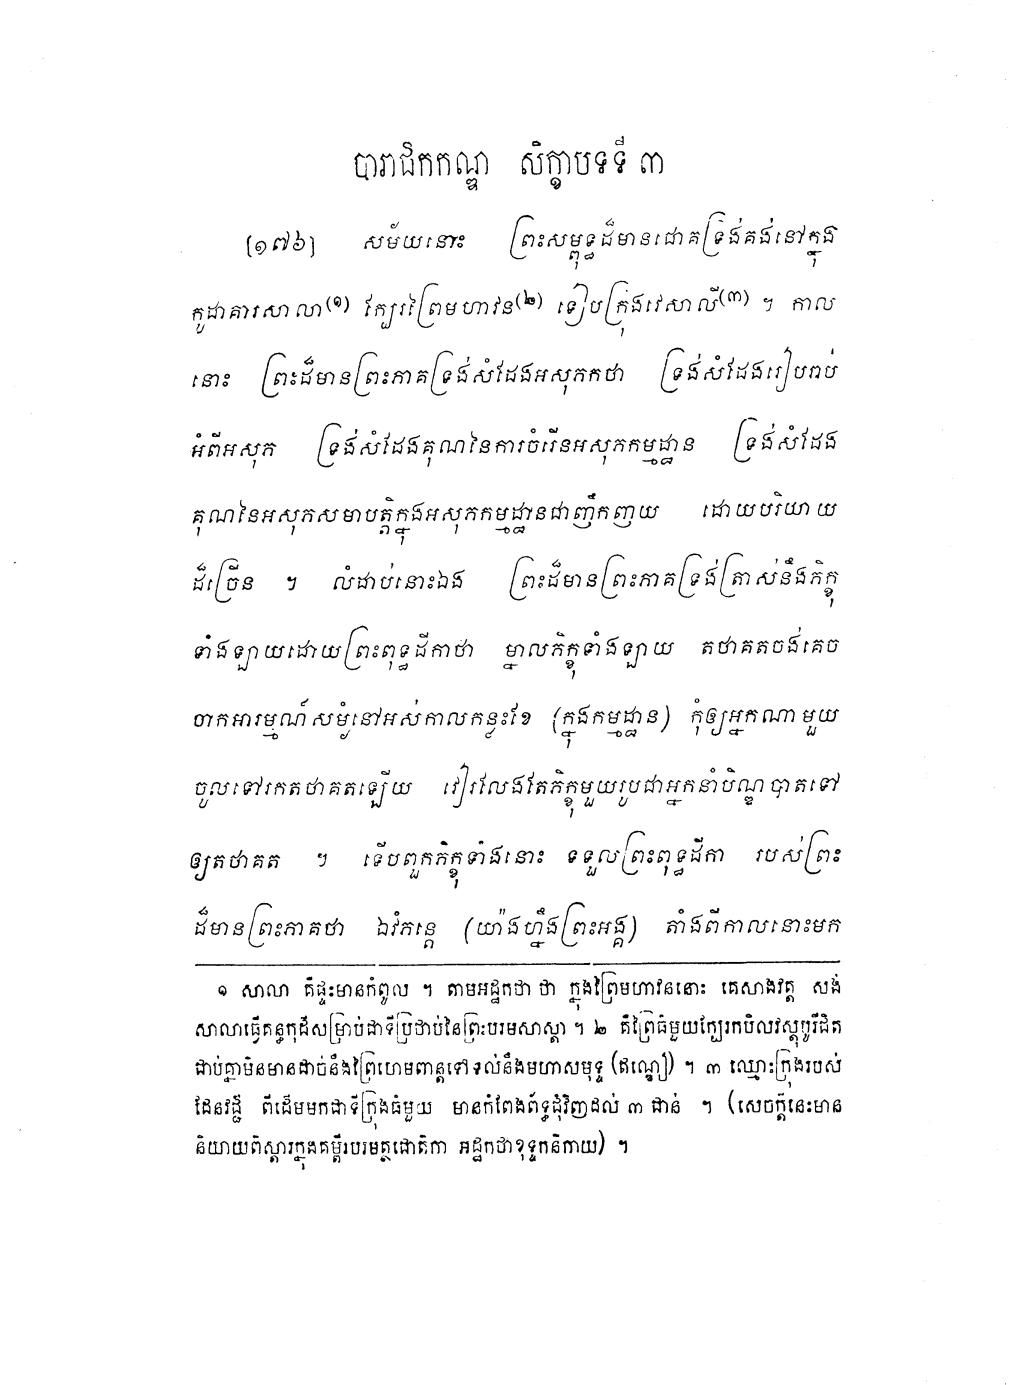 បារាជិកកណ្ឌ សិក្ខាបទទី ៣
[១៧៦] សម័យនោះ ព្រះសម្ពុទ្ធដ៏មានជោគទ្រង់គង់នៅក្នុង
កូដាគារសាលា(១) ក្បែរព្រៃមហាវន(២) ទៀបក្រុងវេសាលី(៣) ។ កាល
នោះ ព្រះដ៏មានព្រះភាគទ្រង់សំដែងអសុភកថា ទ្រង់សំដែងរៀបរាប់
អំពីអសុភ ទ្រង់សំដែងគុណនៃការចំរើនអសុភកម្មដ្ឋាន ទ្រង់សំដែង
គុណនៃអសុភសមាបត្តិក្នុងអសុភកម្មដ្ឋានជាញឹកញយ ដោយបរិយាយ
ដ៏ច្រើន ។ លំដាប់នោះឯង ព្រះដ៏មានព្រះភាគទ្រង់ត្រាស់នឹងភិក្ខុ
ទាំងឡាយដោយព្រះពុទ្ធដីកាថា ម្នាលភិក្ខុទាំងឡាយ តថាគតចង់គេច
ចាកអារម្មណ៍សម្ងំនៅអស់កាលកន្លះខែ (ក្នុងកម្មដ្ឋាន) កុំឲ្យអ្នកណាមួយ
ចូលទៅរកតថាគតឡើយ វៀរលែងតែភិក្ខុមួយរូបជាអ្នកនាំបិណ្ឌបាតទៅ
ឲ្យតថាគត ។ ទើបពួកភិក្ខុទាំងនោះ ទទួលព្រះពុទ្ធដីកា របស់ព្រះ
ដ៏មានព្រះភាគថា ឯវំភន្តេ (យ៉ាងហ្នឹងព្រះអង្គ) តាំងពីកាលនោះមក
១ សាលា គឺផ្ទះមានកំពូល ។ តាមអដ្ឋកថា ថា ក្នុងព្រៃមហាវននោះ គេសាងវត្ត សង់
សាលាធ្វើគន្ធកុដិសម្រាប់ជាទីប្រថាប់នៃព្រះបរមសាស្តា ។ ២ គឺព្រៃធំមួយក្បែរកបិលវស្តុបូរីជិត
ជាប់គ្នាមិនមានដាច់នឹងព្រៃហេមពាន្តទៅទល់នឹងមហាសមុទ្ទ (ឥណ្ឌៀ) ។ ៣ ឈ្មោះក្រុងរបស់
ដែនវជ្ជី ពីដើមមកជាទីក្រុងធំមួយ មានកំពែងព័ទ្ធជុំវិញដល់ ៣ ជាន់ ។ (សេចក្តីនេះមាន
និយាយពិស្តារក្នុងគម្ពីរបរមត្ថជោតិកា អដ្ឋកថាខុទ្ទកនិកាយ) ។